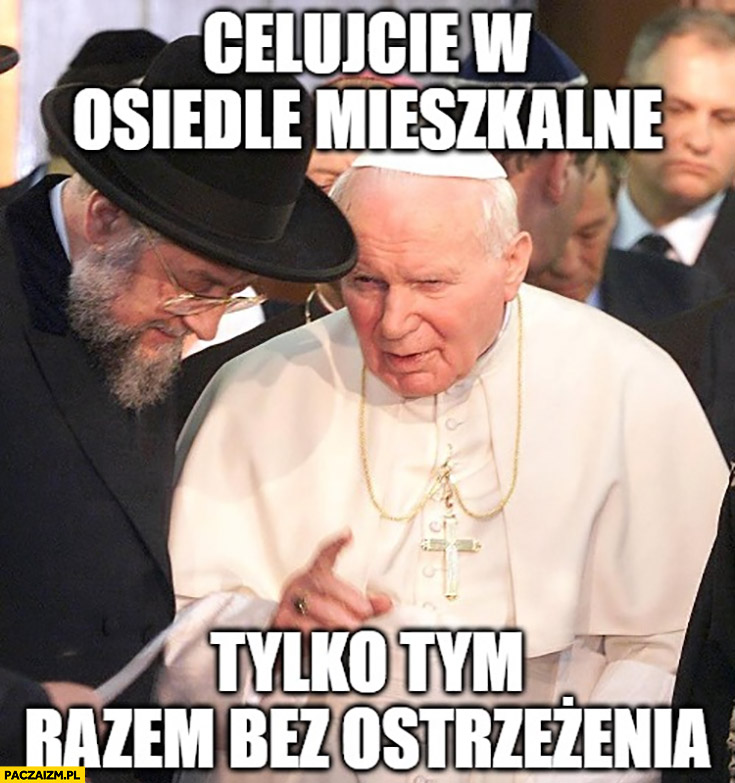 CELUJCIE W
OSIEDLE MIESZKALNE
TYLKO TYM
RAZEM BEZ OSTRZEŻENIA
PACZAIZM.PL